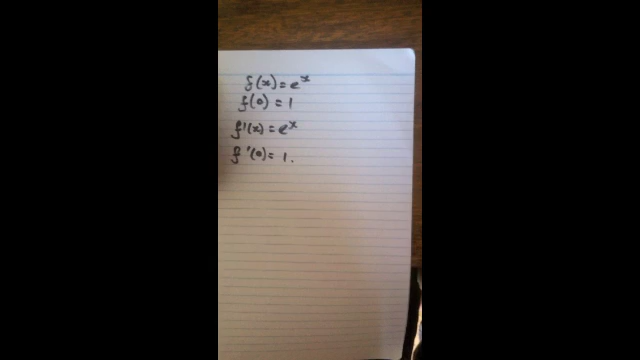 f(x) = e^x
f(0) = 1
f'(x) = e^x
f'(0) = 1.